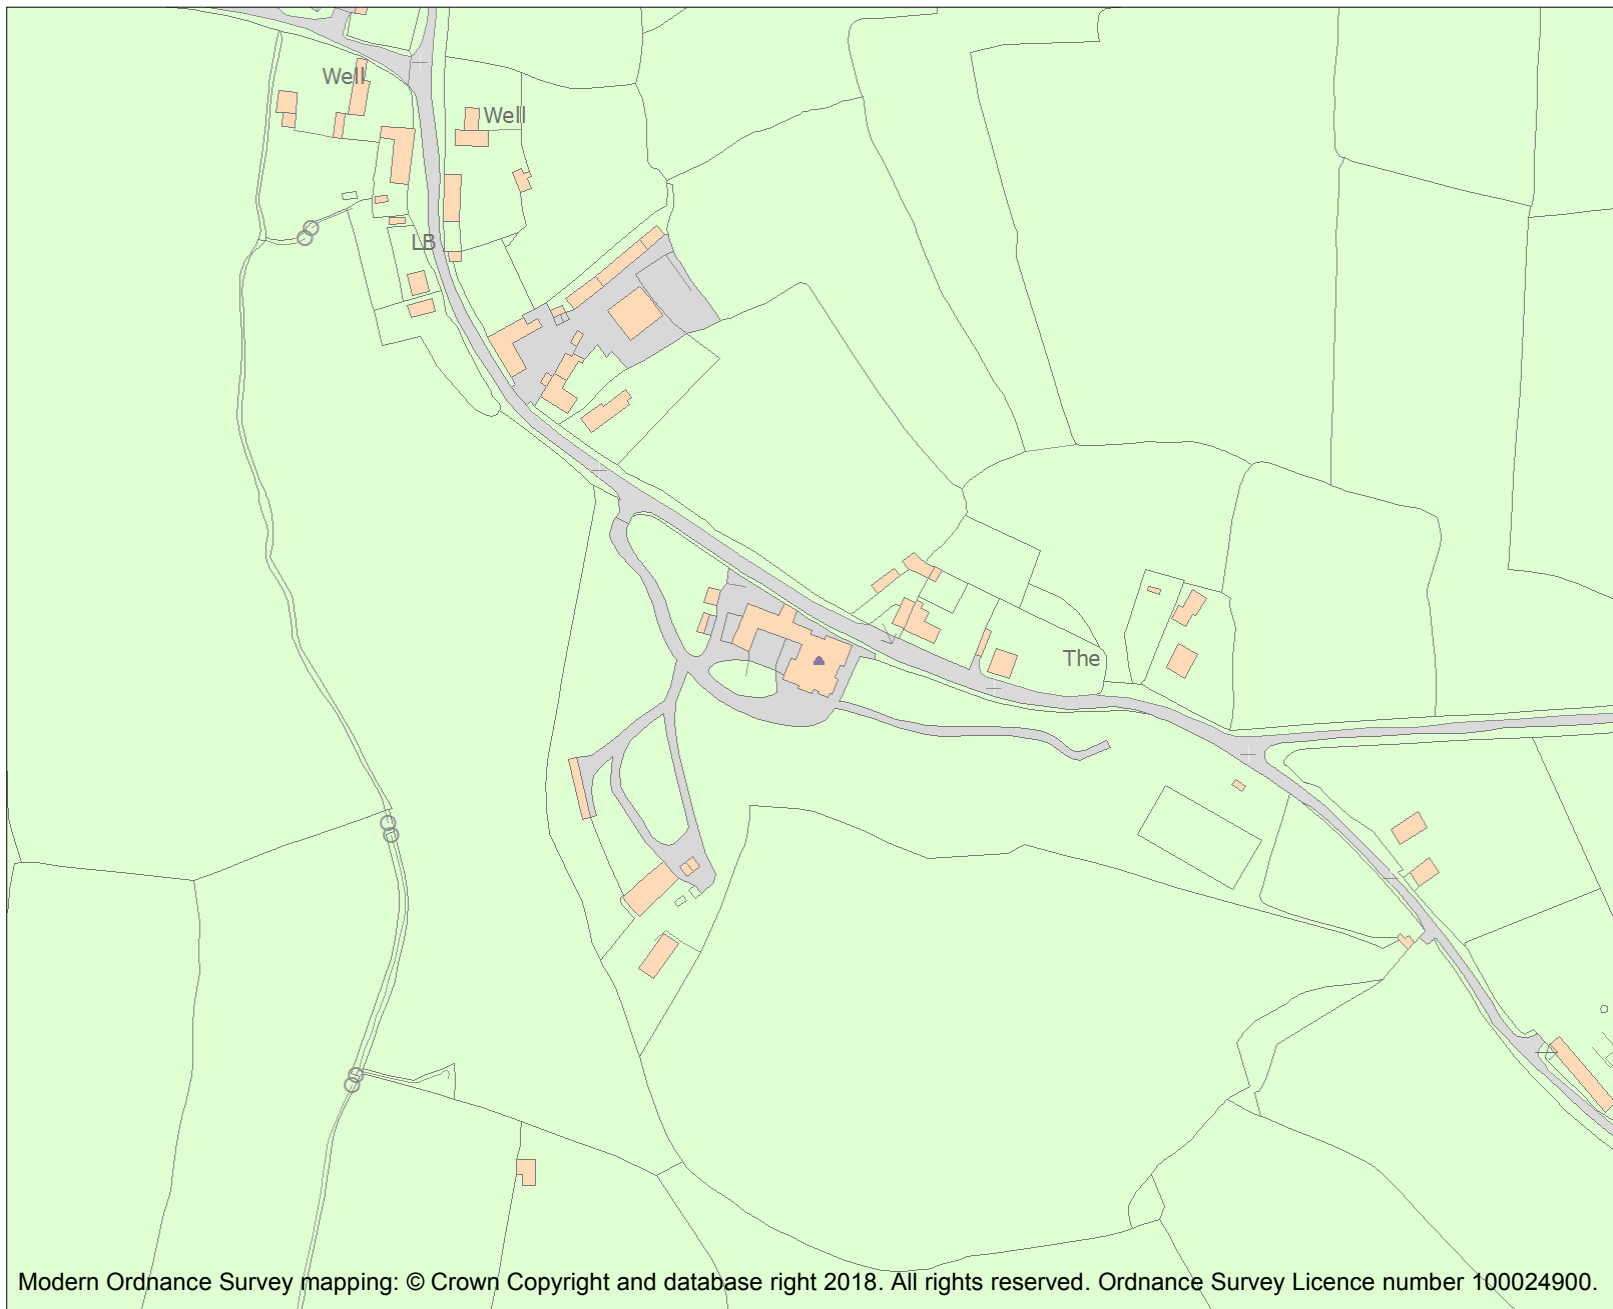 Well
Well
LB
The
Modern Ordnance Survey mapping: © Crown Copyright and database right 2018. All rights reserved. Ordnance Survey Licence number 100024900.